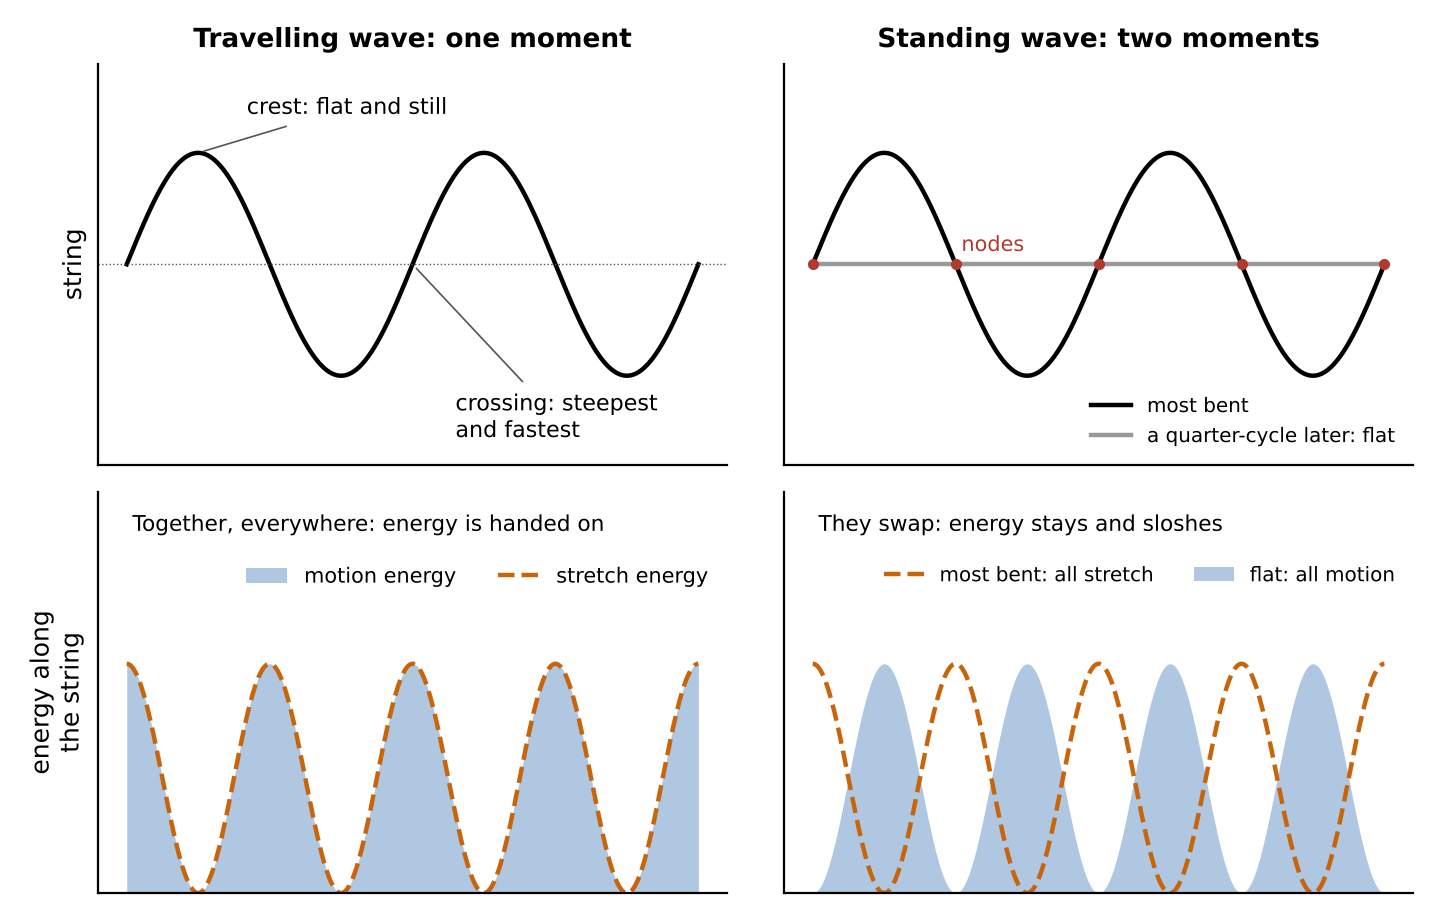 Travelling wave: one moment
crest: flat and still
string
crossing: steepest
and fastest
Standing wave: two moments
nodes
most bent
a quarter-cycle later: flat
Together, everywhere: energy is handed on
motion energy
stretch energy
energy along
the string
They swap: energy stays and sloshes
most bent: all stretch
flat: all motion